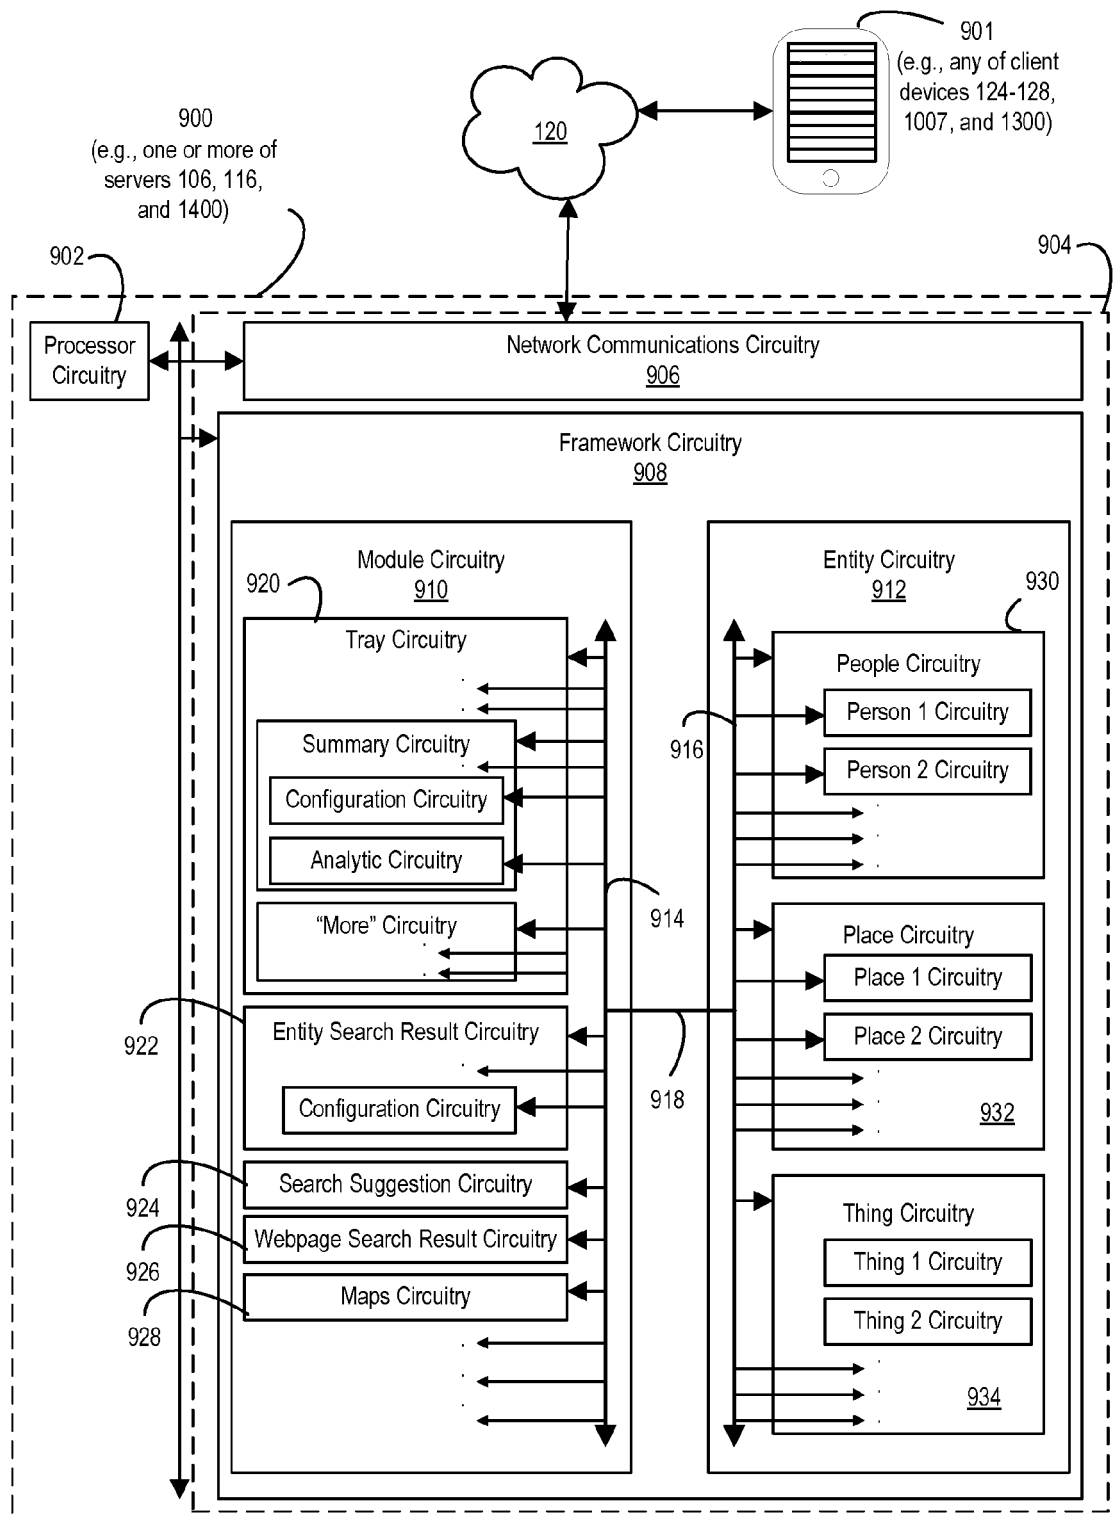 901
(e.g., any of client
devices 124-128,
1007, and 1300)
120
900
(e.g., one or more of
servers 106, 116,
and 1400)
902
904
Processor
Circuitry
Network Communications Circuitry
906
Framework Circuitry
908
Module Circuitry
910
Entity Circuitry
912
920
930
Tray Circuitry
People Circuitry
Person 1 Circuitry
Summary Circuitry
916
Person 2 Circuitry
Configuration Circuitry
Analytic Circuitry
914
"More" Circuitry
Place Circuitry
Place 1 Circuitry
922
Entity Search Result Circuitry
Place 2 Circuitry
918
Configuration Circuitry
932
924
Search Suggestion Circuitry
Thing Circuitry
926
Webpage Search Result Circuitry
Thing 1 Circuitry
928
Maps Circuitry
Thing 2 Circuitry
934